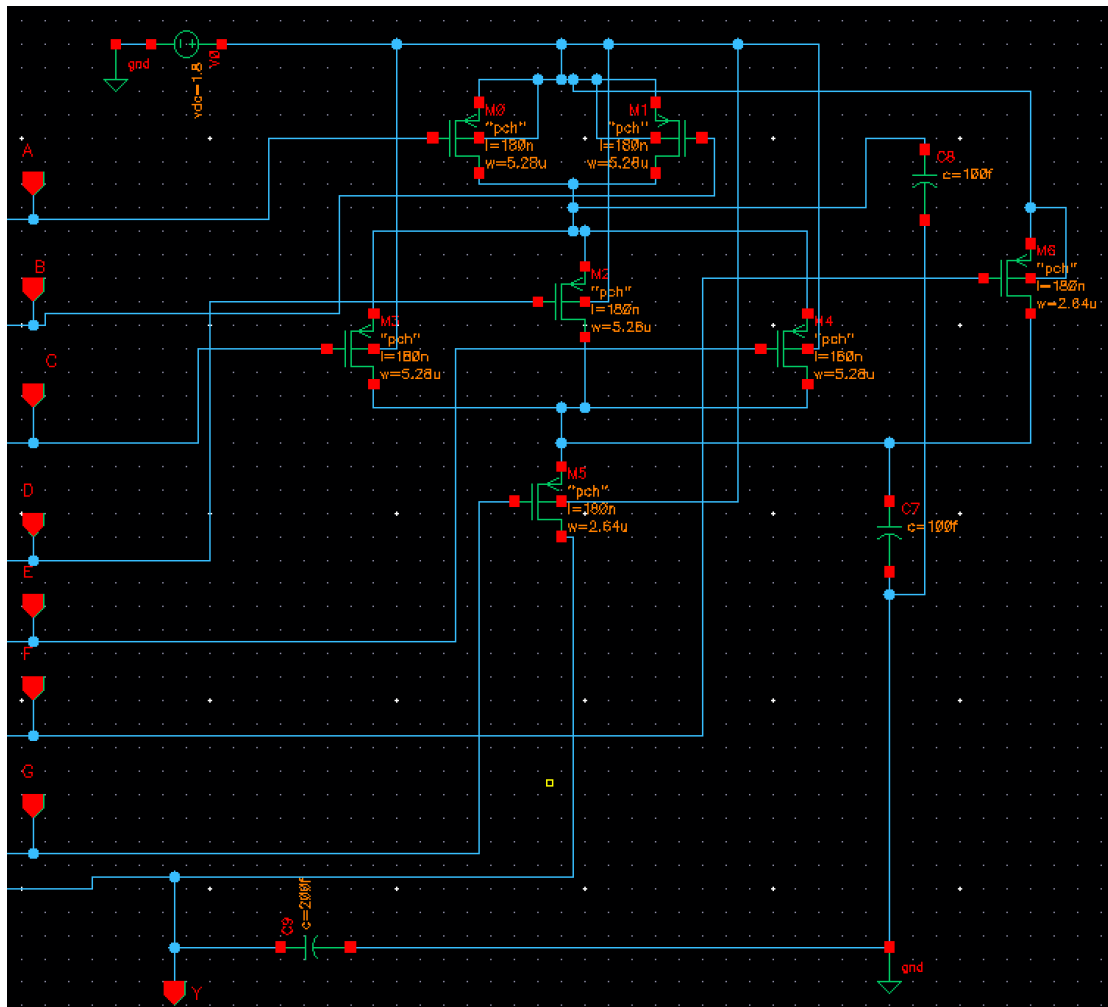 gnd
V0
vdc=1.8
M0
"pch"
l=180n
w=5.28u
M1
"pch"
l=180n
w=5.28u
A
C8
c=100f
B
M2
"pch"
l=180n
w=5.28u
M6
"pch"
l=180n
w=2.64u
M3
"pch"
l=180n
w=5.28u
M4
"pch"
l=180n
w=5.28u
C
M5
"pch"
l=180n
w=2.64u
D
C7
c=100f
E
F
G
C9
c=200f
gnd
Y